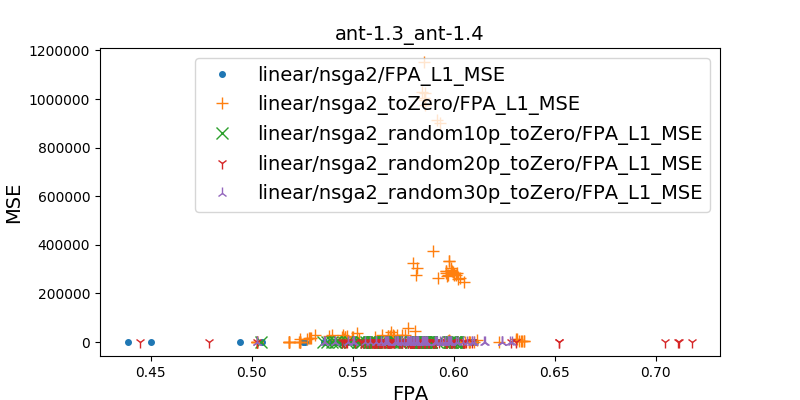 ant-1.3_ant-1.4
1200000
1000000
800000
600000
400000
200000
0
MSE
linear/nsga2/FPA_L1_MSE
linear/nsga2_toZero/FPA_L1_MSE
linear/nsga2_random10p_toZero/FPA_L1_MSE
linear/nsga2_random20p_toZero/FPA_L1_MSE
linear/nsga2_random30p_toZero/FPA_L1_MSE
0.45 0.50 0.55 0.60 0.65 0.70
FPA